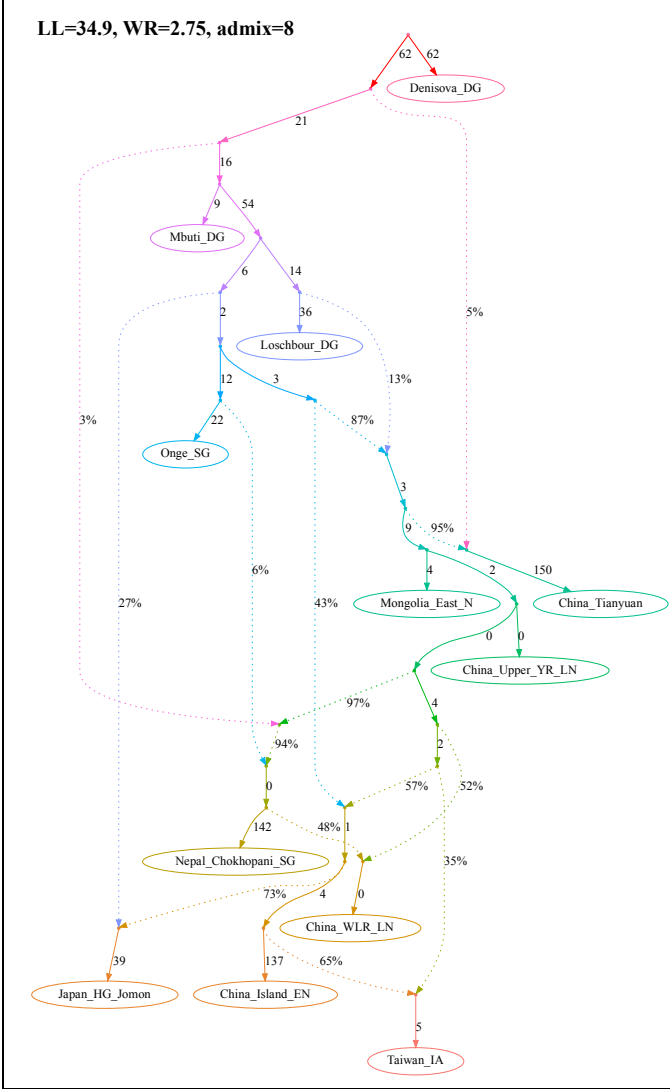 LL=34.9, WR=2.75, admix=8
62 62
Denisova_DG
21
16
9 54
Mbuti_DG
6 14
2 36 5%
Loschbour_DG
12 3 13%
3% 87%
22
Onge_SG
3
9 95%
6% 4 2 150
27% 43% Mongolia_East_N China_Tianyuan
0 0
China_Upper_YR_LN
97% 4
94% 2
0 57% 52%
142 48% 1
Nepal_Chokhopani_SG 35%
73% 4 0
China_WLR_LN
39 137 65%
Japan_HG_Jomon China_Island_EN
5
Taiwan_IA